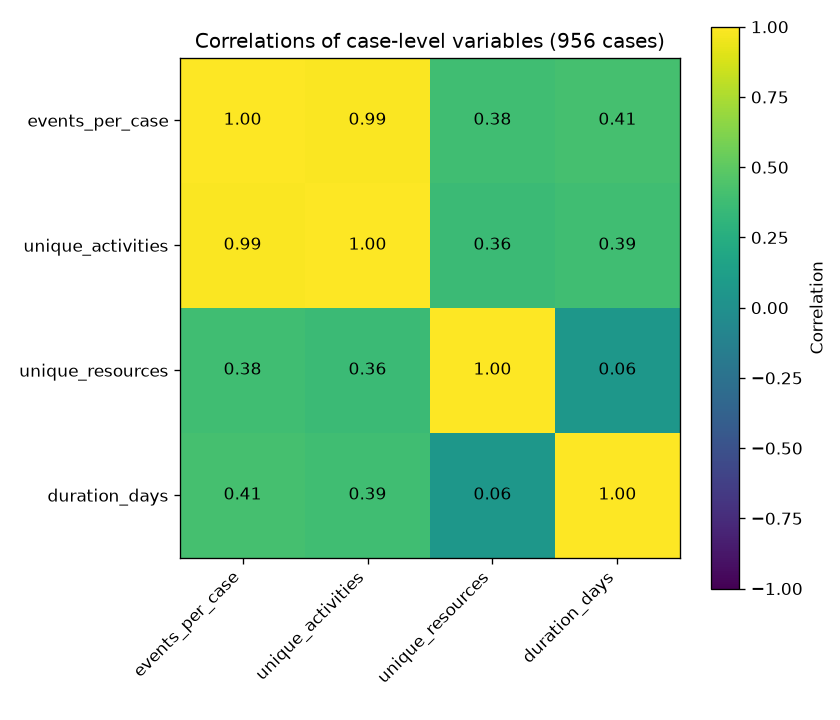 Correlations of case-level variables (956 cases)
events_per_case 1.00 0.99 0.38 0.41
unique_activities 0.99 1.00 0.36 0.39
unique_resources 0.38 0.36 1.00 0.06
duration_days 0.41 0.39 0.06 1.00
events_per_case
unique_activities
unique_resources
duration_days
1.00
0.75
0.50
0.25
0.00
−0.25
−0.50
−0.75
−1.00
Correlation